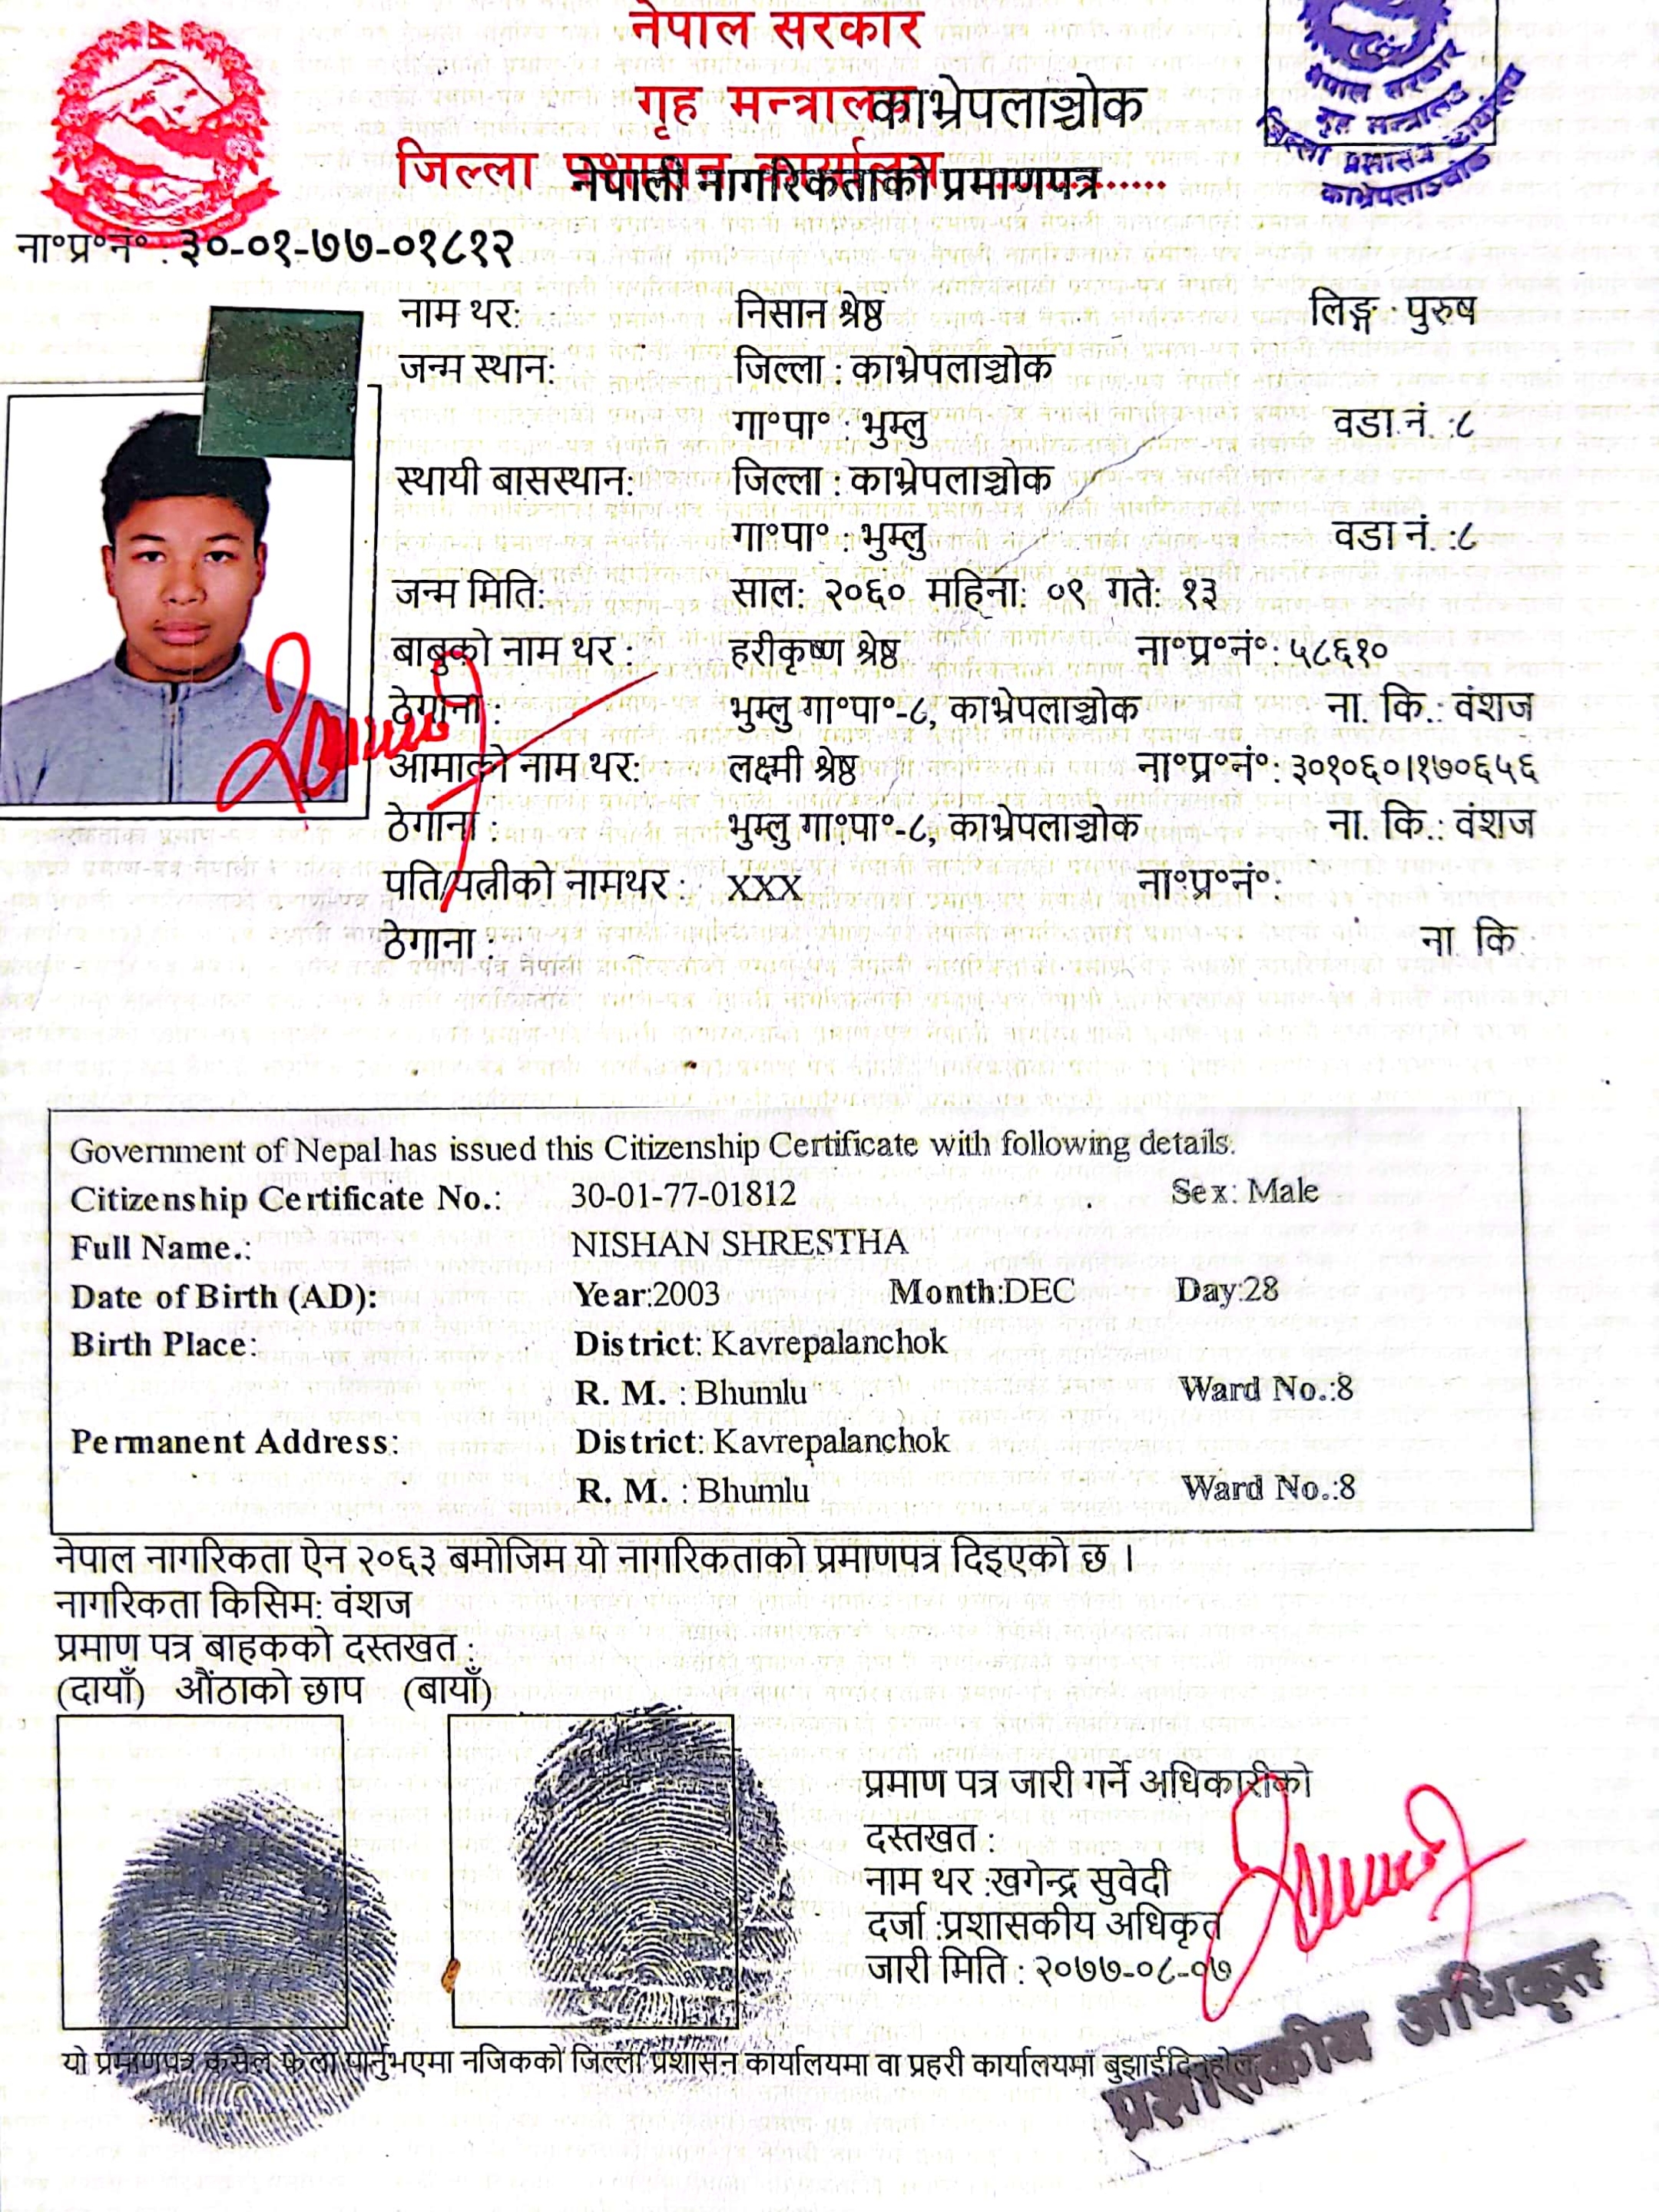 नेपाल सरकार
गृह मन्त्रालय
काभ्रेपलाञ्चोक
जिल्ला प्रशासन कार्यालय
नेपाली नागरिकताको प्रमाणपत्र
नेपाल सरकार
गृह मन्त्रालय
जिल्ला प्रशासन कार्यालय
ना॰प्र॰नं॰ : ३०-०१-७७-०१८१२
नाम थर: निसान श्रेष्ठ लिङ्ग : पुरुष
जन्म स्थान: जिल्ला : काभ्रेपलाञ्चोक
गा॰पा॰ : भुम्लु वडा नं. :८
स्थायी बासस्थान: जिल्ला : काभ्रेपलाञ्चोक
गा॰पा॰ : भुम्लु वडा नं. :८
जन्म मिति: साल: २०६० महिना: ०९ गते: १३
बाबुको नाम थर : हरीकृष्ण श्रेष्ठ ना॰प्र॰नं॰: ५८६१०
ठेगाना : भुम्लु गा॰पा॰-८, काभ्रेपलाञ्चोक ना. कि.: वंशज
आमाको नाम थर: लक्ष्मी श्रेष्ठ ना॰प्र॰नं॰: ३०१०६०।१७०६५६
ठेगाना : भुम्लु गा॰पा॰-८, काभ्रेपलाञ्चोक ना. कि.: वंशज
पति/पत्नीको नामथर : XXX ना॰प्र॰नं॰:
ठेगाना : ना कि
Government of Nepal has issued this Citizenship Certificate with following details:
Citizenship Certificate No.: 30-01-77-01812 Sex: Male
Full Name.: NISHAN SHRESTHA
Date of Birth (AD): Year:2003 Month:DEC Day:28
Birth Place: District: Kavrepalanchok
R. M. : Bhumlu Ward No.:8
Permanent Address: District: Kavrepalanchok
R. M. : Bhumlu Ward No.:8
नेपाल नागरिकता ऐन २०६३ बमोजिम यो नागरिकताको प्रमाणपत्र दिइएको छ ।
नागरिकता किसिम: वंशज
प्रमाण पत्र बाहकको दस्तखत :
(दायाँ) औंठाको छाप (बायाँ)
प्रमाण पत्र जारी गर्ने अधिकारीको
दस्तखत :
नाम थर :खगेन्द्र सुवेदी
दर्जा :प्रशासकीय अधिकृत
जारी मिति : २०७७-०८-०७
यो प्रमाणपत्र कसैले फेला पार्नुभएमा नजिकको जिल्ला प्रशासन कार्यालयमा वा प्रहरी कार्यालयमा बुझाईदिनुहोला
प्रशासकीय अधिकृत